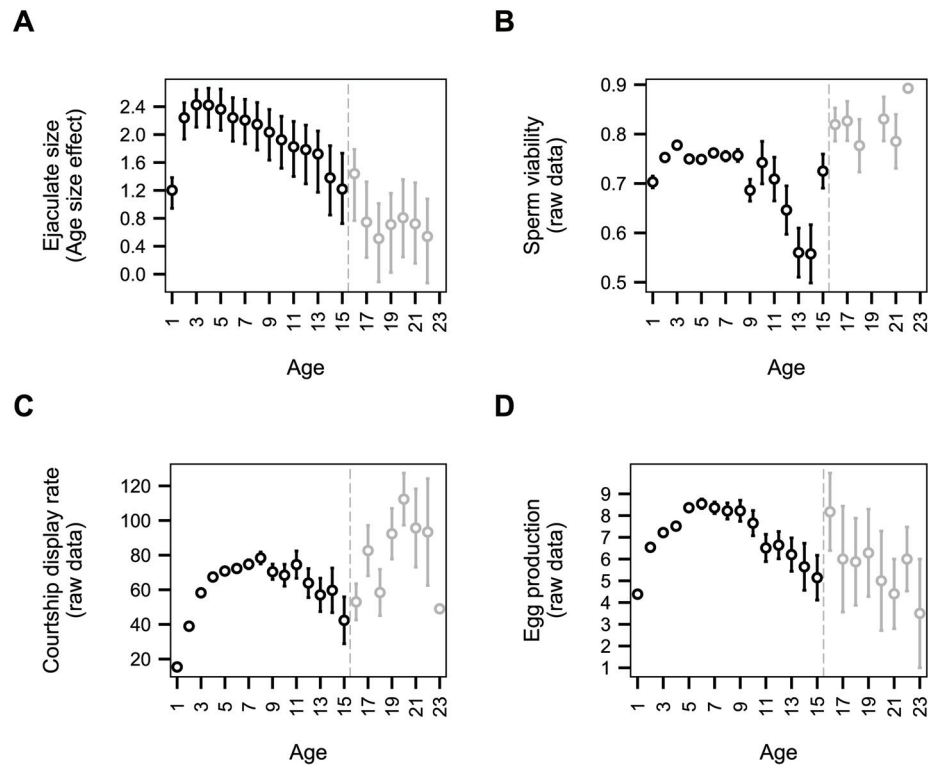 A
Ejaculate size
(Age size effect)
2.4
2.0
1.6
1.2
0.8
0.4
0.0
1 3 5 7 9 11 13 15 17 19 21 23
Age
B
Sperm viability
(raw data)
0.9
0.8
0.7
0.6
0.5
1 3 5 7 9 11 13 15 17 19 21 23
Age
C
Courtship display rate
(raw data)
120
100
80
60
40
20
1 3 5 7 9 11 13 15 17 19 21 23
Age
D
Egg production
(raw data)
9
8
7
6
5
4
3
2
1
1 3 5 7 9 11 13 15 17 19 21 23
Age